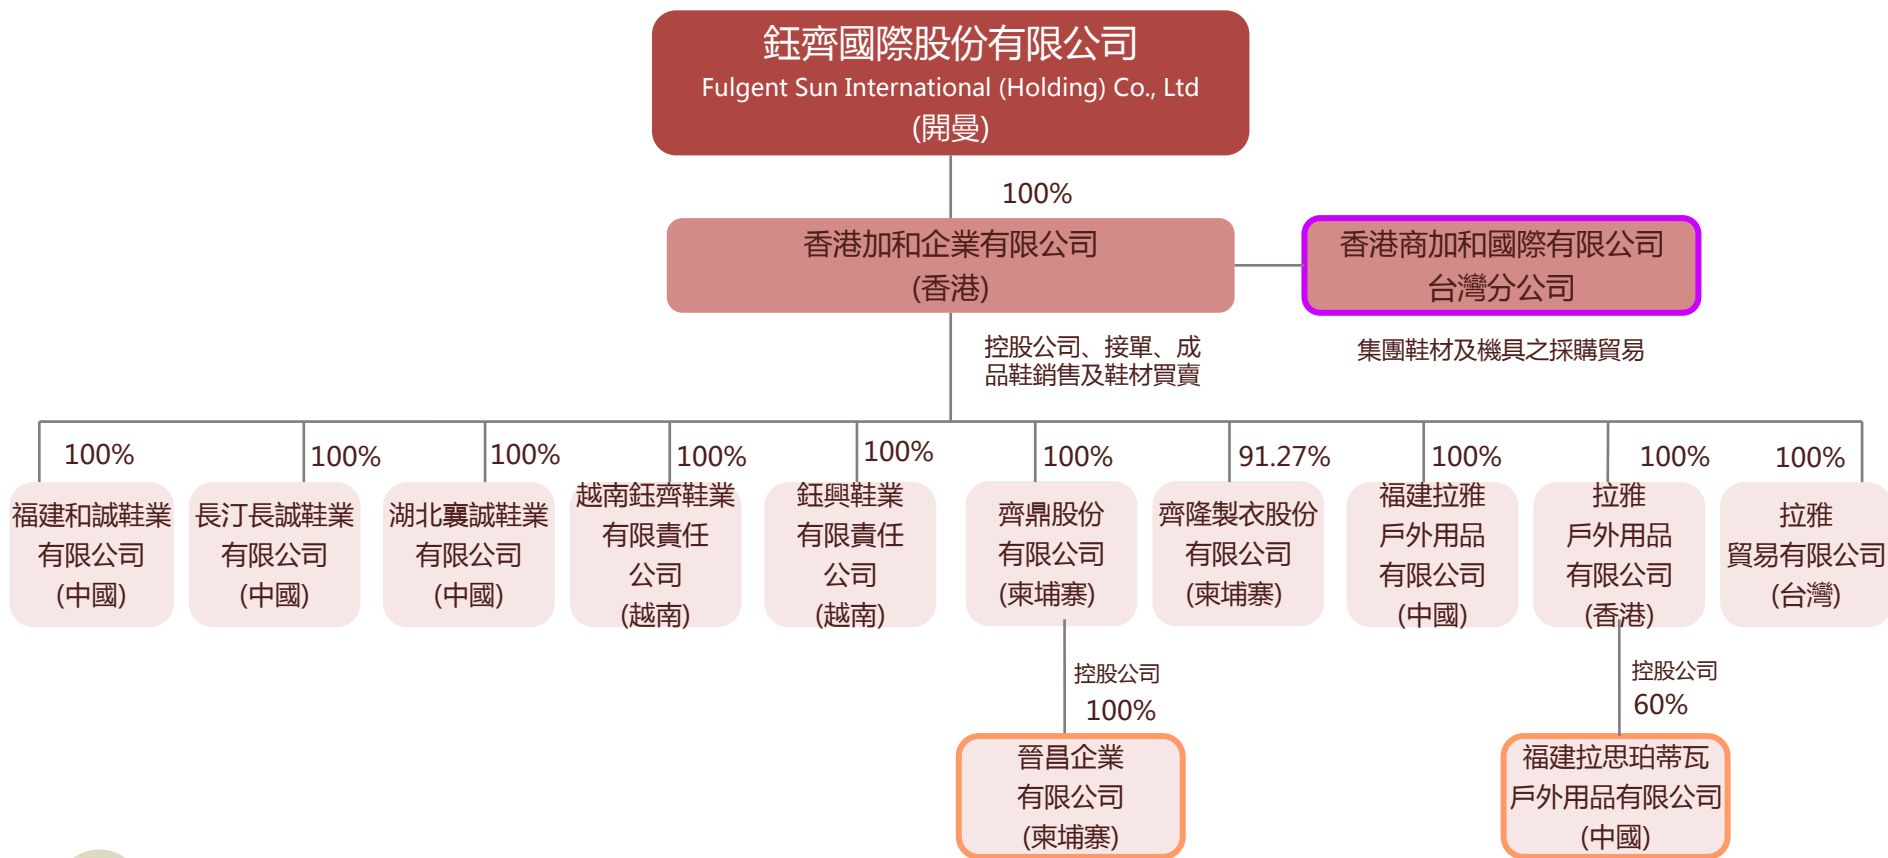 鈺齊國際股份有限公司
Fulgent Sun International (Holding) Co., Ltd
(開曼)
100%
香港加和企業有限公司
(香港)
香港商加和國際有限公司
台灣分公司
控股公司、接單、成
品鞋銷售及鞋材買賣
集團鞋材及機具之採購貿易
100%
福建和誠鞋業
有限公司
(中國)
100%
長汀長誠鞋業
有限公司
(中國)
100%
湖北襄誠鞋業
有限公司
(中國)
100%
越南鈺齊鞋業
有限責任
公司
(越南)
100%
鈺興鞋業
有限責任
公司
(越南)
100%
齊鼎股份
有限公司
(柬埔寨)
91.27%
齊隆製衣股份
有限公司
(柬埔寨)
100%
福建拉雅
戶外用品
有限公司
(中國)
100%
拉雅
戶外用品
有限公司
(香港)
100%
拉雅
貿易有限公司
(台灣)
控股公司
100%
晉昌企業
有限公司
(柬埔寨)
控股公司
60%
福建拉思珀蒂瓦
戶外用品有限公司
(中國)